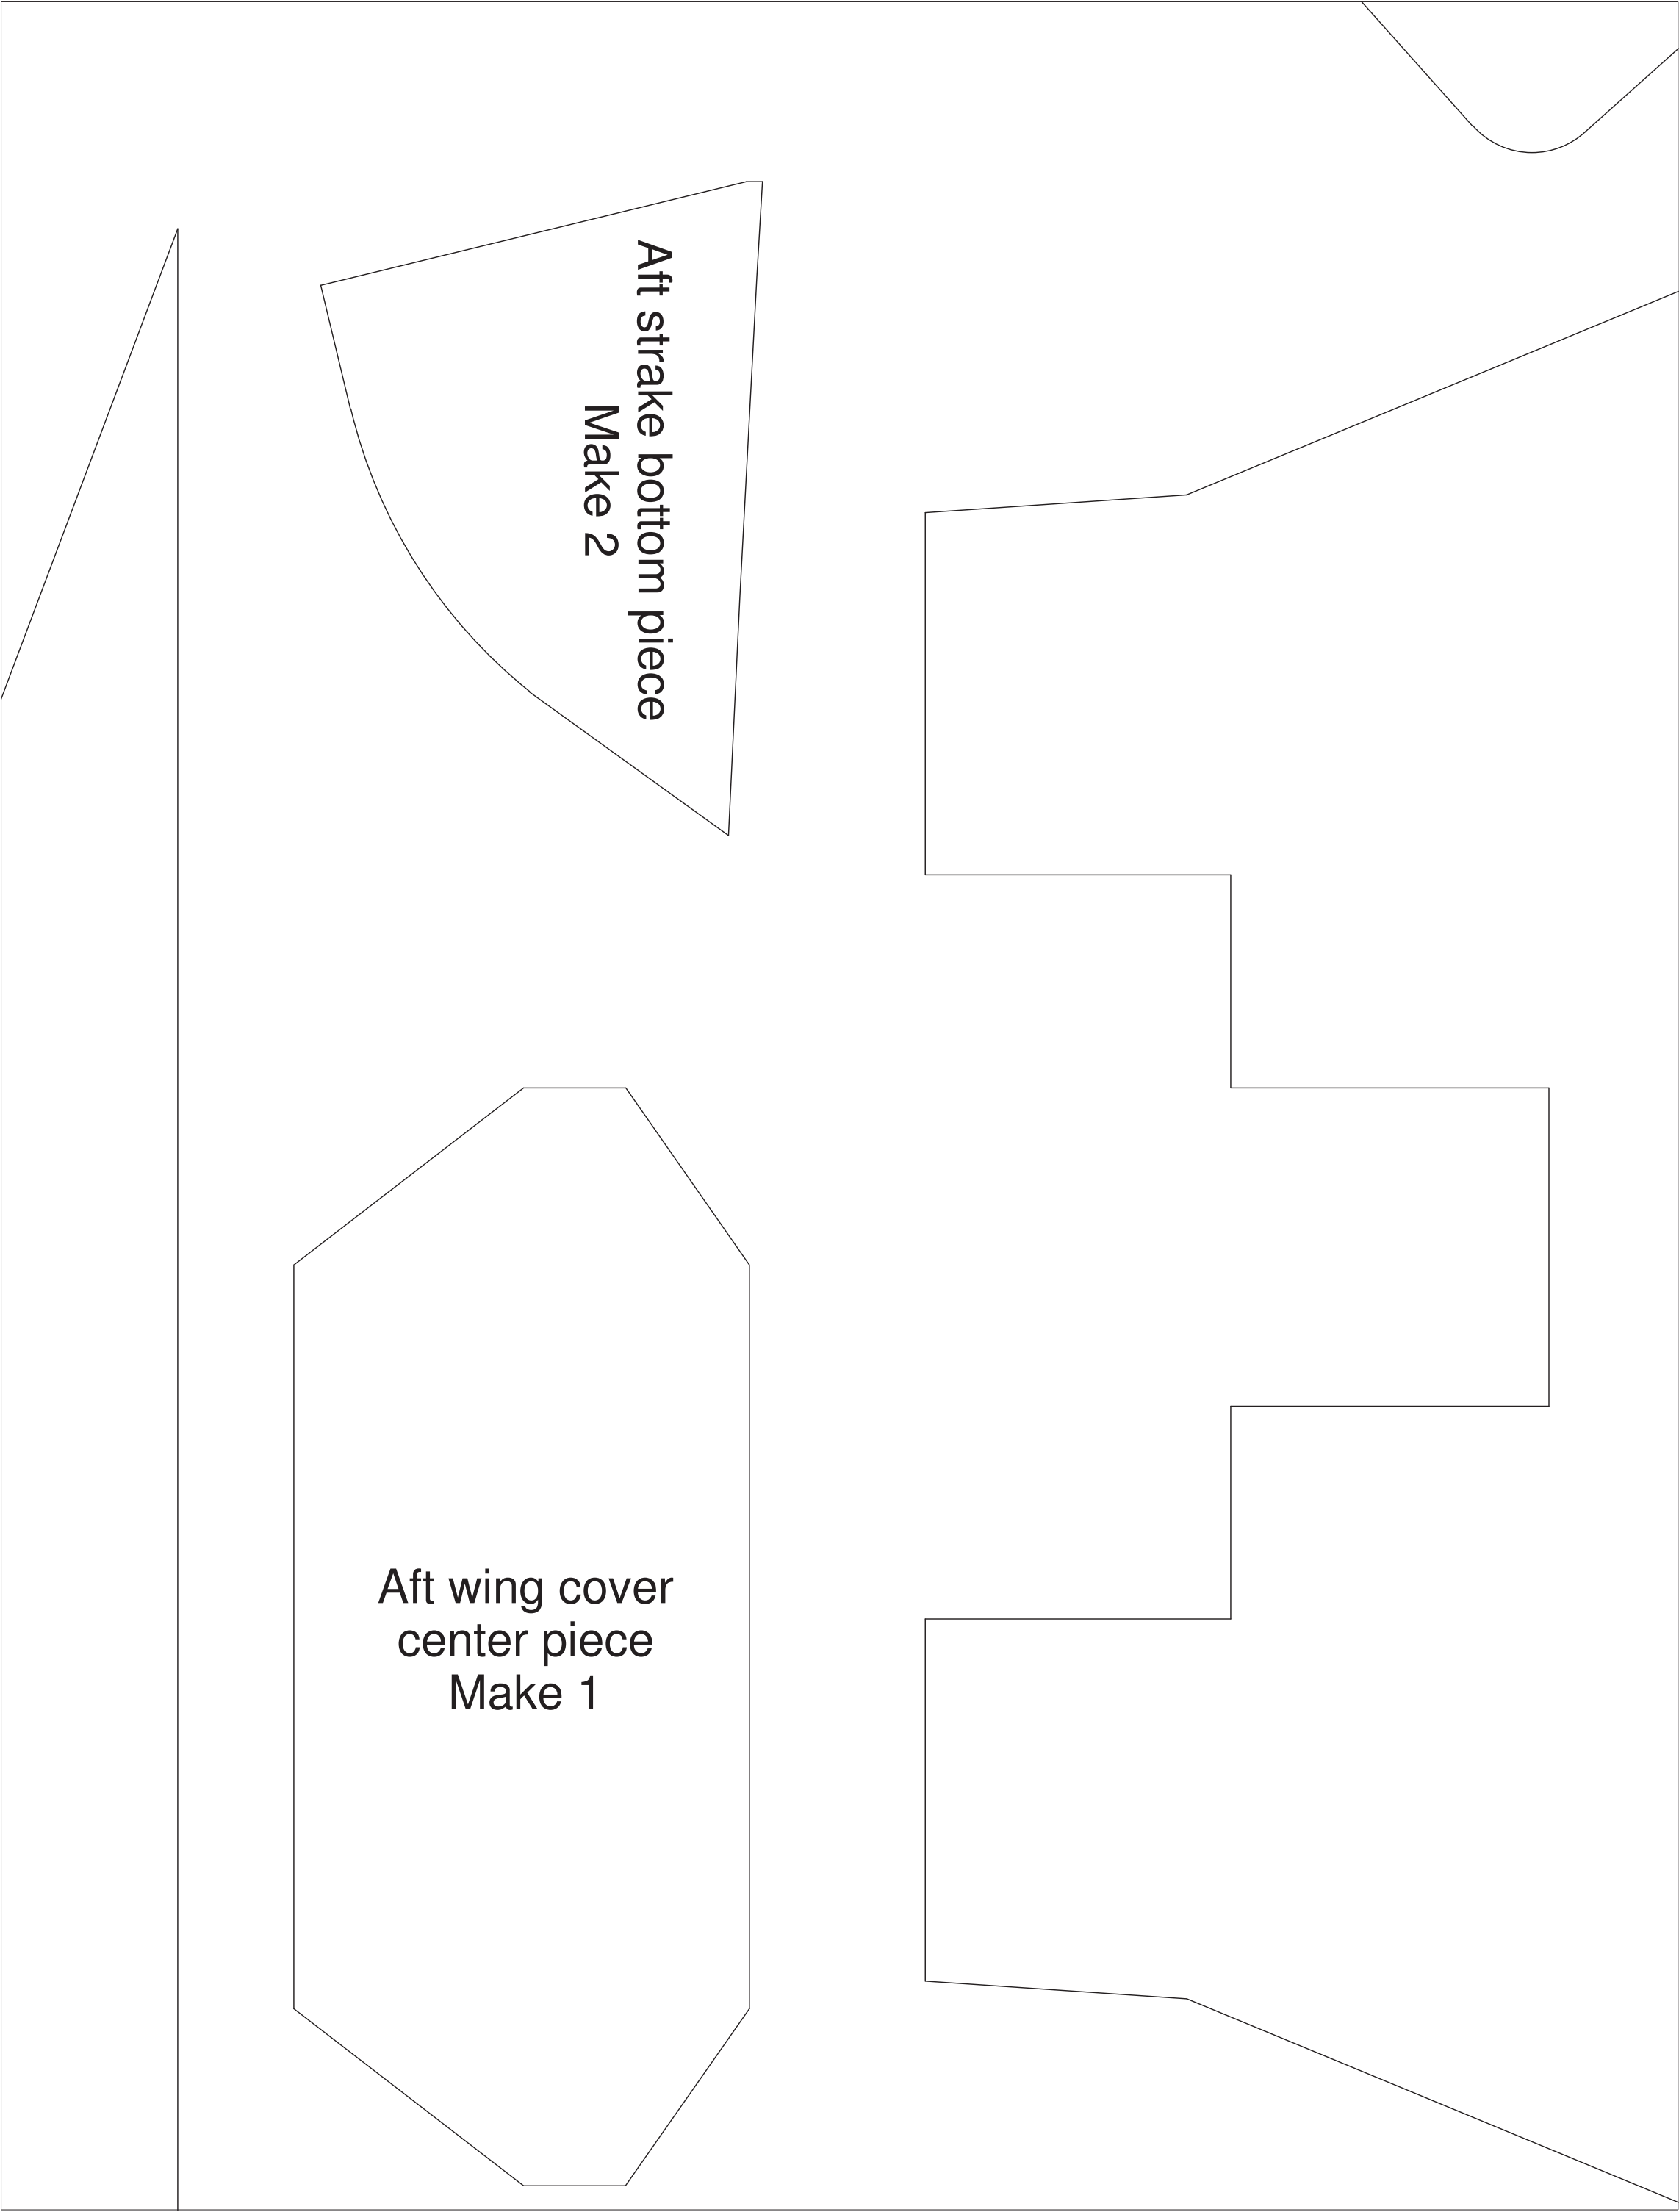 Aft strake bottom piece
Make 2
Aft wing cover
center piece
Make 1